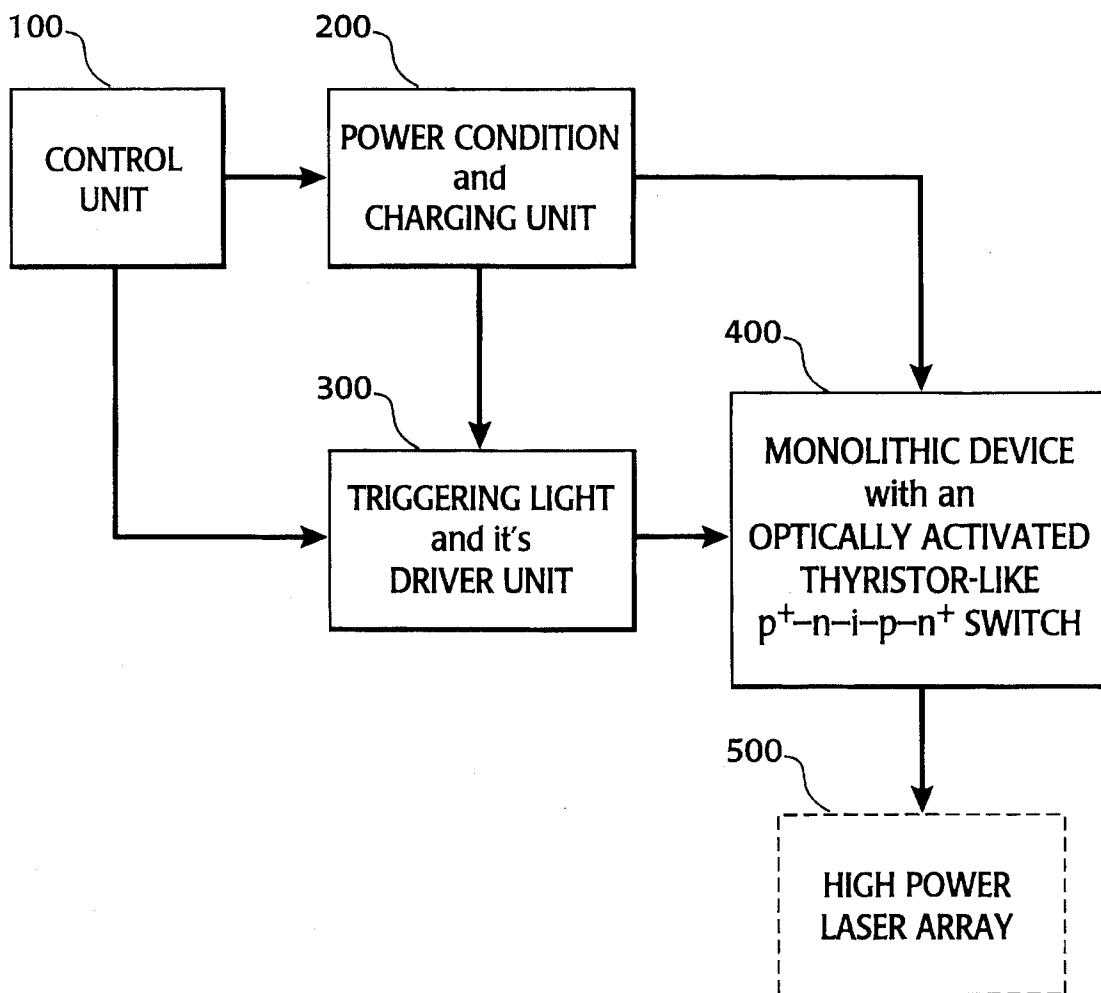 100
CONTROL
UNIT
200
POWER CONDITION
and
CHARGING UNIT
300
TRIGGERING LIGHT
and it's
DRIVER UNIT
400
MONOLITHIC DEVICE
with an
OPTICALLY ACTIVATED
THYRISTOR-LIKE
p⁺–n–i–p–n⁺ SWITCH
500
HIGH POWER
LASER ARRAY